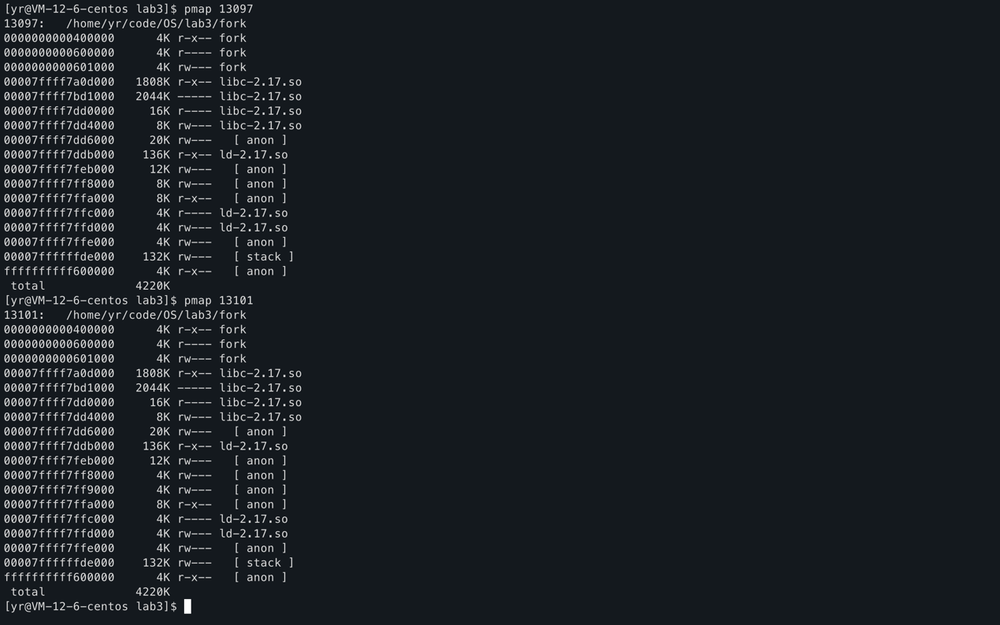 [yr@VM-12-6-centos lab3]$ pmap 13097
13097:   /home/yr/code/OS/lab3/fork
0000000000400000      4K r-x-- fork
0000000000600000      4K r---- fork
0000000000601000      4K rw--- fork
00007ffff7a0d000   1808K r-x-- libc-2.17.so
00007ffff7bd1000   2044K ----- libc-2.17.so
00007ffff7dd0000     16K r---- libc-2.17.so
00007ffff7dd4000      8K rw--- libc-2.17.so
00007ffff7dd6000     20K rw---   [ anon ]
00007ffff7ddb000    136K r-x-- ld-2.17.so
00007ffff7feb000     12K rw---   [ anon ]
00007ffff7ff8000      8K rw---   [ anon ]
00007ffff7ffa000      8K r-x--   [ anon ]
00007ffff7ffc000      4K r---- ld-2.17.so
00007ffff7ffd000      4K rw--- ld-2.17.so
00007ffff7ffe000      4K rw---   [ anon ]
00007ffffffde000    132K rw---   [ stack ]
ffffffffff600000      4K r-x--   [ anon ]
 total             4220K
[yr@VM-12-6-centos lab3]$ pmap 13101
13101:   /home/yr/code/OS/lab3/fork
0000000000400000      4K r-x-- fork
0000000000600000      4K r---- fork
0000000000601000      4K rw--- fork
00007ffff7a0d000   1808K r-x-- libc-2.17.so
00007ffff7bd1000   2044K ----- libc-2.17.so
00007ffff7dd0000     16K r---- libc-2.17.so
00007ffff7dd4000      8K rw--- libc-2.17.so
00007ffff7dd6000     20K rw---   [ anon ]
00007ffff7ddb000    136K r-x-- ld-2.17.so
00007ffff7feb000     12K rw---   [ anon ]
00007ffff7ff8000      4K rw---   [ anon ]
00007ffff7ff9000      4K rw---   [ anon ]
00007ffff7ffa000      8K r-x--   [ anon ]
00007ffff7ffc000      4K r---- ld-2.17.so
00007ffff7ffd000      4K rw--- ld-2.17.so
00007ffff7ffe000      4K rw---   [ anon ]
00007ffffffde000    132K rw---   [ stack ]
ffffffffff600000      4K r-x--   [ anon ]
 total             4220K
[yr@VM-12-6-centos lab3]$